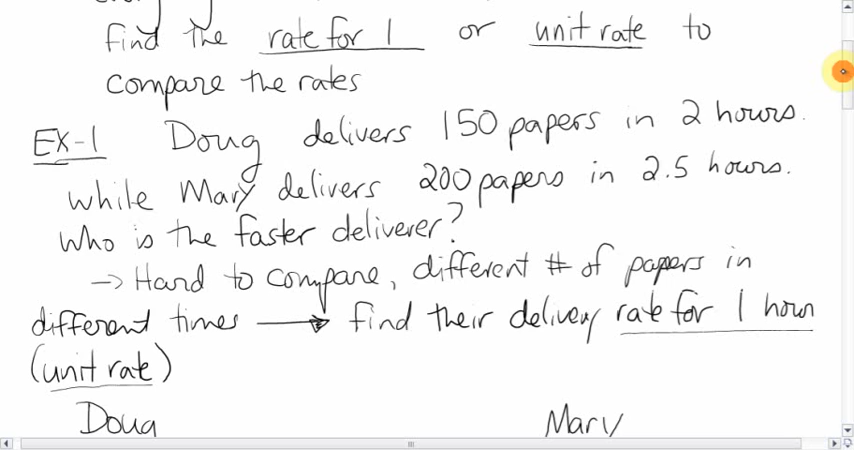 find the rate for 1 or unit rate to
compare the rates
Ex-1 Doug delivers 150 papers in 2 hours.
while Mary delivers 200 papers in 2.5 hours.
Who is the faster deliverer?
→ Hard to compare, different # of papers in
different times → find their delivery rate for 1 hour
(unit rate)
Doug Mary